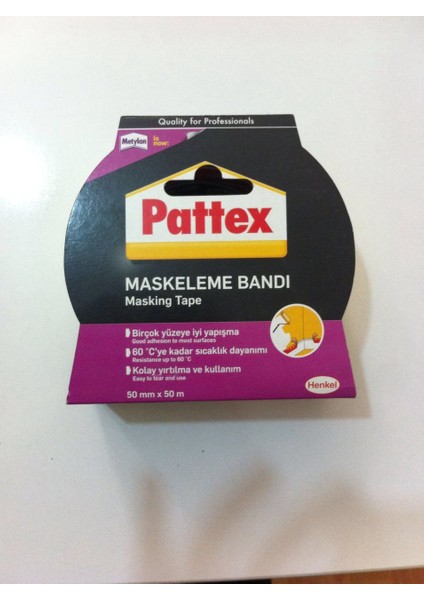 Quality for Professionals
Metylan
is
now:
Pattex
MASKELEME BANDI
Masking Tape
Birçok yüzeye iyi yapışma
Good adhesion to most surfaces
60 °C'ye kadar sıcaklık dayanımı
Resistanse up to 60 °C
Kolay yırtılma ve kullanım
Easy to tear and use
50 mm x 50 m
Henkel